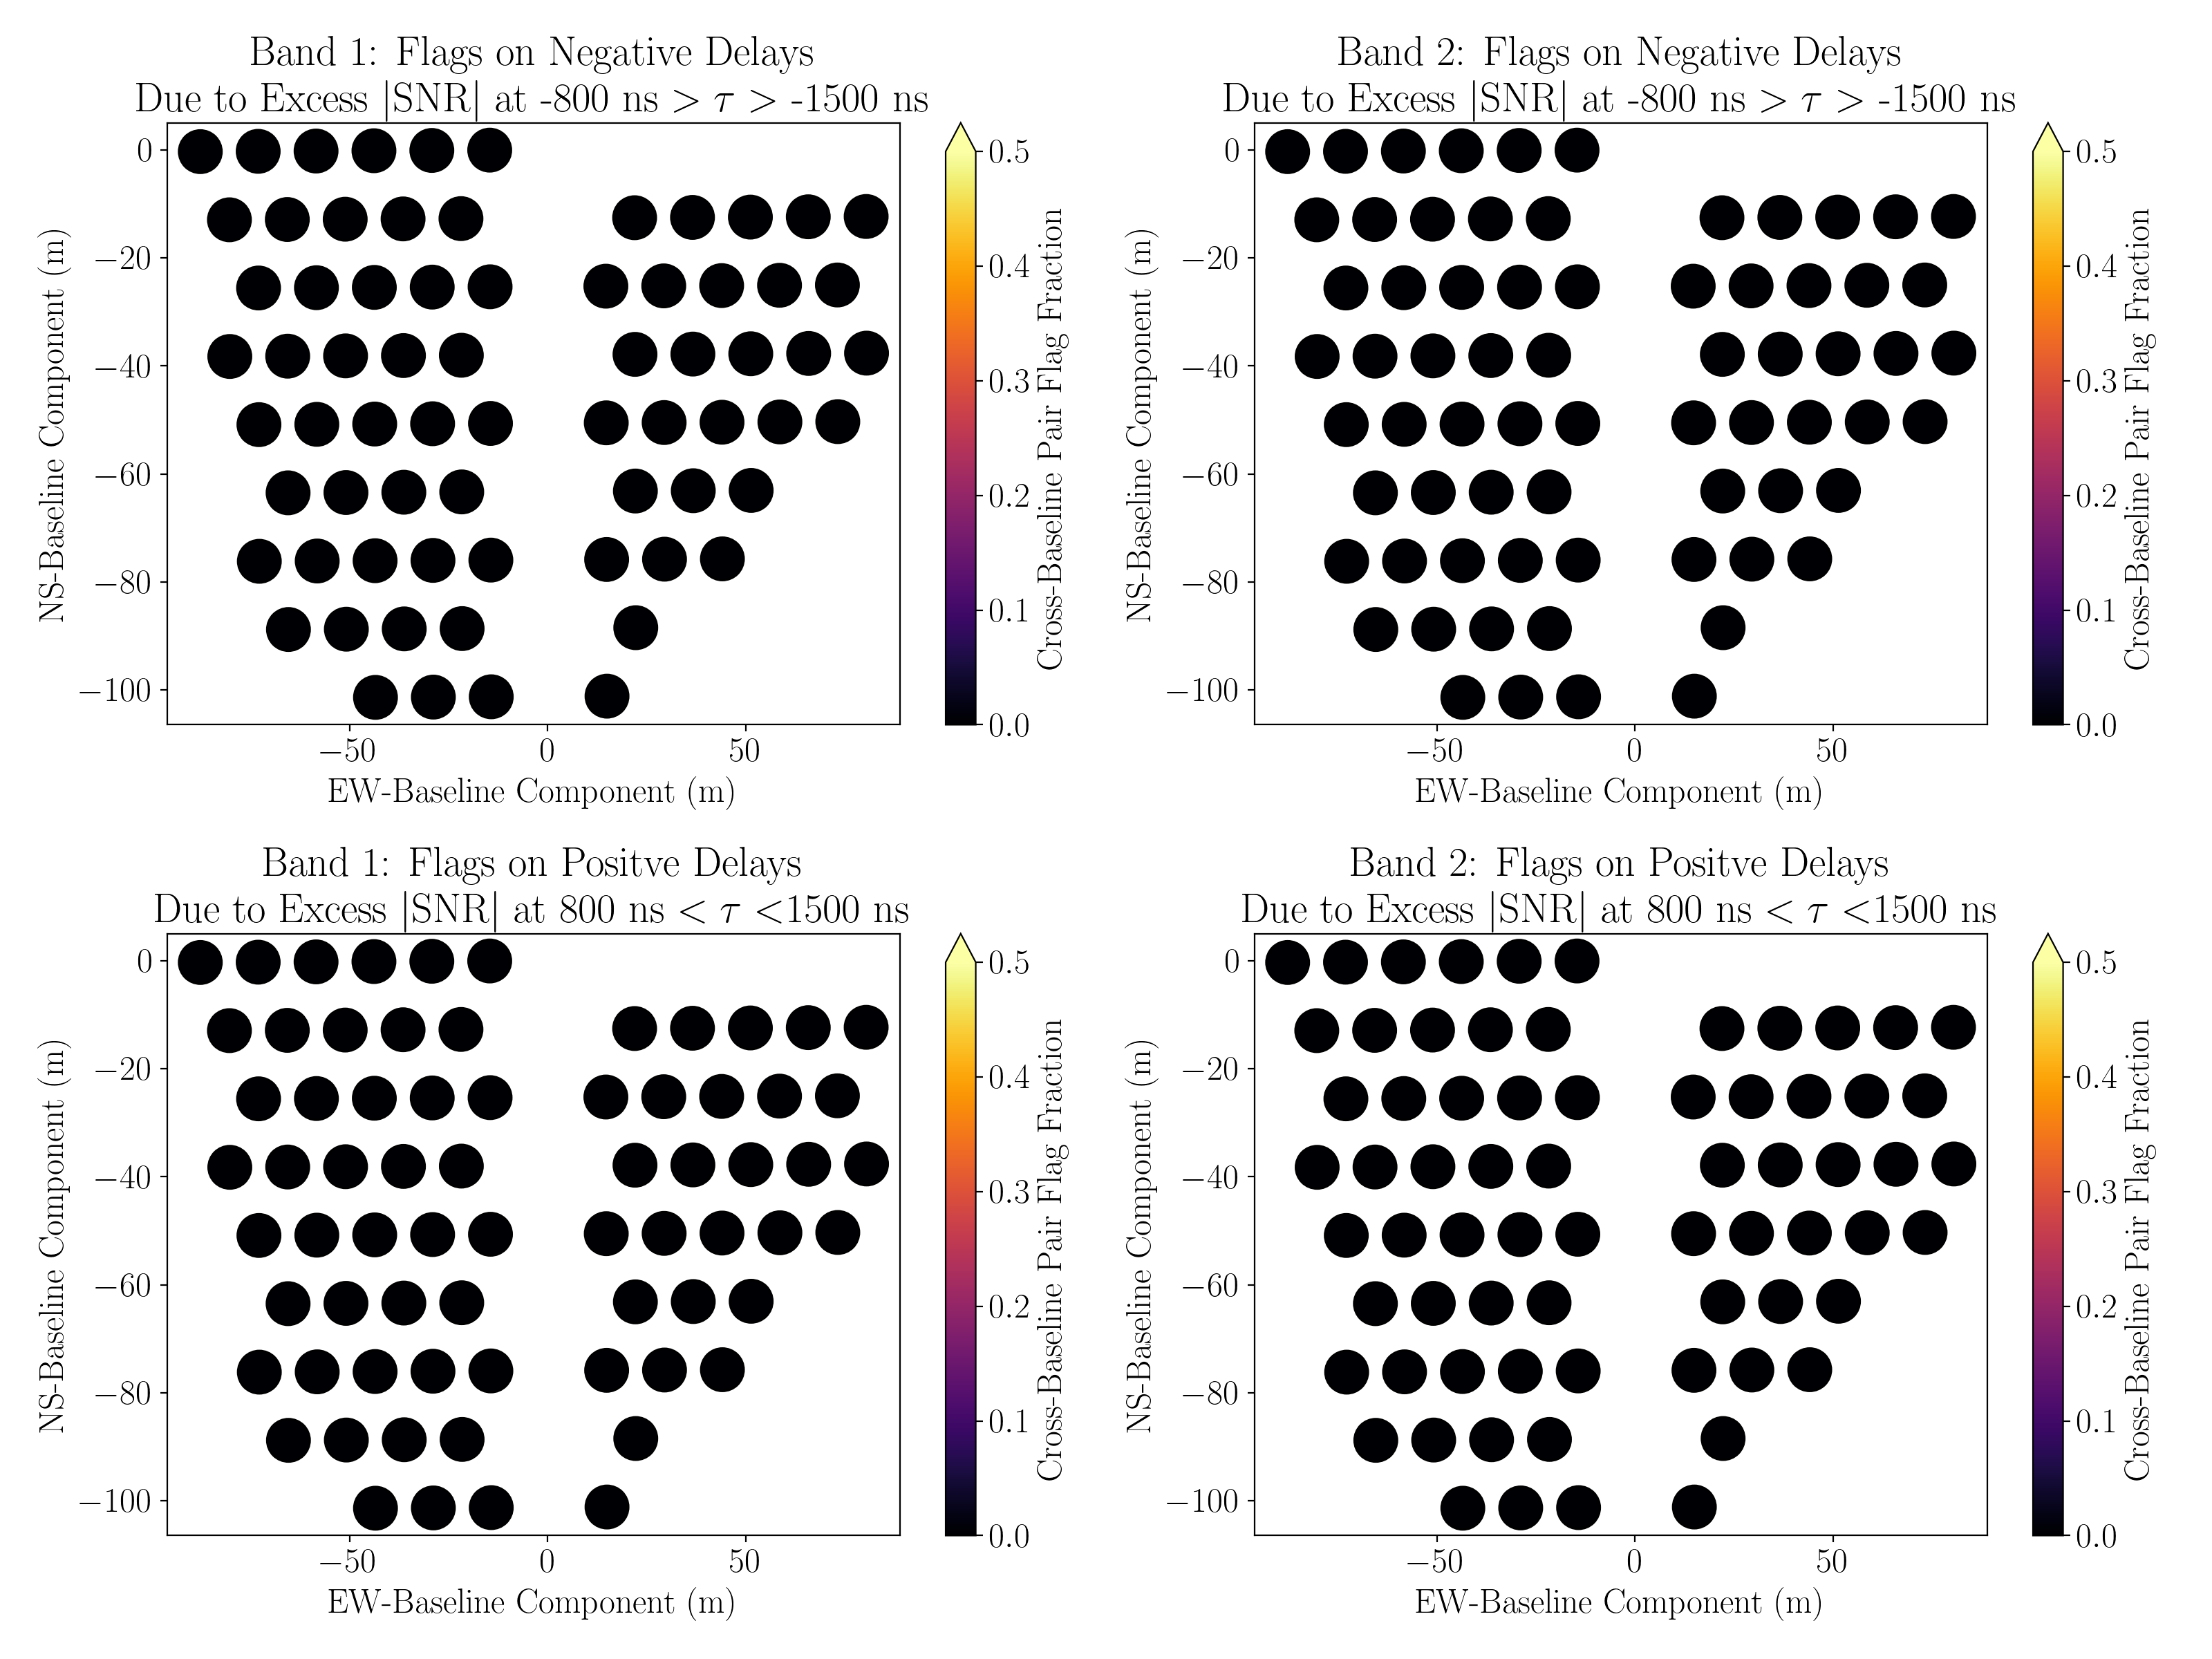 Band 1: Flags on Negative Delays
Due to Excess |SNR| at -800 ns > τ > -1500 ns
0
−20
−40
−60
−80
−100
NS-Baseline Component (m)
−50 0 50
EW-Baseline Component (m)
0.5
0.4
0.3
0.2
0.1
0.0
Cross-Baseline Pair Flag Fraction
Band 2: Flags on Negative Delays
Due to Excess |SNR| at -800 ns > τ > -1500 ns
0
−20
−40
−60
−80
−100
NS-Baseline Component (m)
−50 0 50
EW-Baseline Component (m)
0.5
0.4
0.3
0.2
0.1
0.0
Cross-Baseline Pair Flag Fraction
Band 1: Flags on Positve Delays
Due to Excess |SNR| at 800 ns < τ <1500 ns
0
−20
−40
−60
−80
−100
NS-Baseline Component (m)
−50 0 50
EW-Baseline Component (m)
0.5
0.4
0.3
0.2
0.1
0.0
Cross-Baseline Pair Flag Fraction
Band 2: Flags on Positve Delays
Due to Excess |SNR| at 800 ns < τ <1500 ns
0
−20
−40
−60
−80
−100
NS-Baseline Component (m)
−50 0 50
EW-Baseline Component (m)
0.5
0.4
0.3
0.2
0.1
0.0
Cross-Baseline Pair Flag Fraction